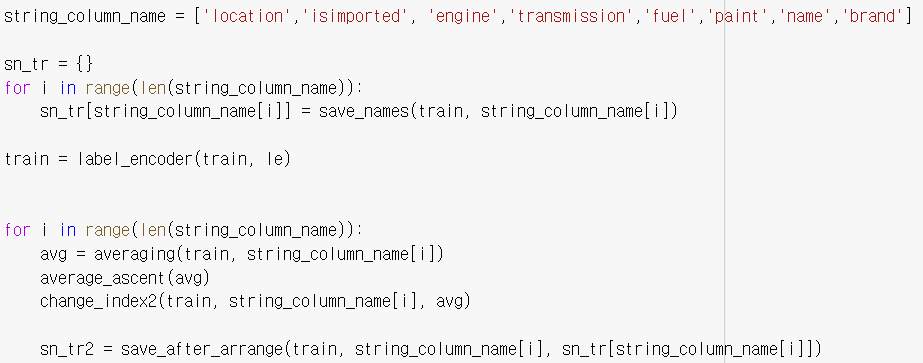 string_column_name = ['location','isimported', 'engine','transmission','fuel','paint','name','brand']
sn_tr = {}
for i in range(len(string_column_name)):
    sn_tr[string_column_name[i]] = save_names(train, string_column_name[i])
train = label_encoder(train, le)
for i in range(len(string_column_name)):
    avg = averaging(train, string_column_name[i])
    average_ascent(avg)
    change_index2(train, string_column_name[i], avg)
    sn_tr2 = save_after_arrange(train, string_column_name[i], sn_tr[string_column_name[i]])